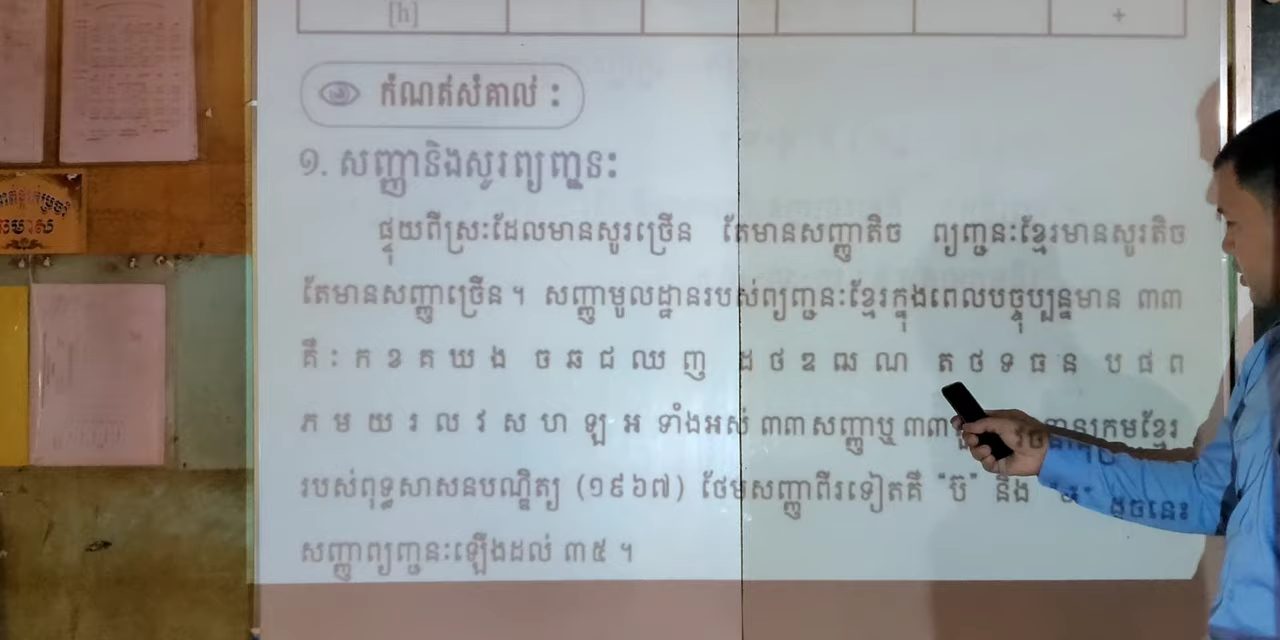 [h] +
កំណត់សំគាល់ :
១. សញ្ញានិងសូរព្យញ្ជនៈ
ផ្ទុយពីស្រៈដែលមានសូរច្រើន តែមានសញ្ញាតិច ព្យញ្ជនៈខ្មែរមានសូរតិច
តែមានសញ្ញាច្រើន ។ សញ្ញាមូលដ្ឋានរបស់ព្យញ្ជនៈខ្មែរក្នុងពេលបច្ចុប្បន្នមាន ៣៣
គឺ : ក ខ គ ឃ ង ច ឆ ជ ឈ ញ ដ ថ ឌ ឍ ណ ត ថ ទ ធ ន ប ផ ព
ភ ម យ រ ល វ ស ហ ឡ អ ទាំងអស់ ៣៣ សញ្ញាឬ ៣៣ ខ្មែរ
របស់ពុទ្ធសាសនបណ្ឌិត្យ (១៩៦៧) ថែមសញ្ញាពីរទៀតគឺ "ប៊" និង ដូចនេះ
សញ្ញាព្យញ្ជនៈឡើងដល់ ៣៥ ។